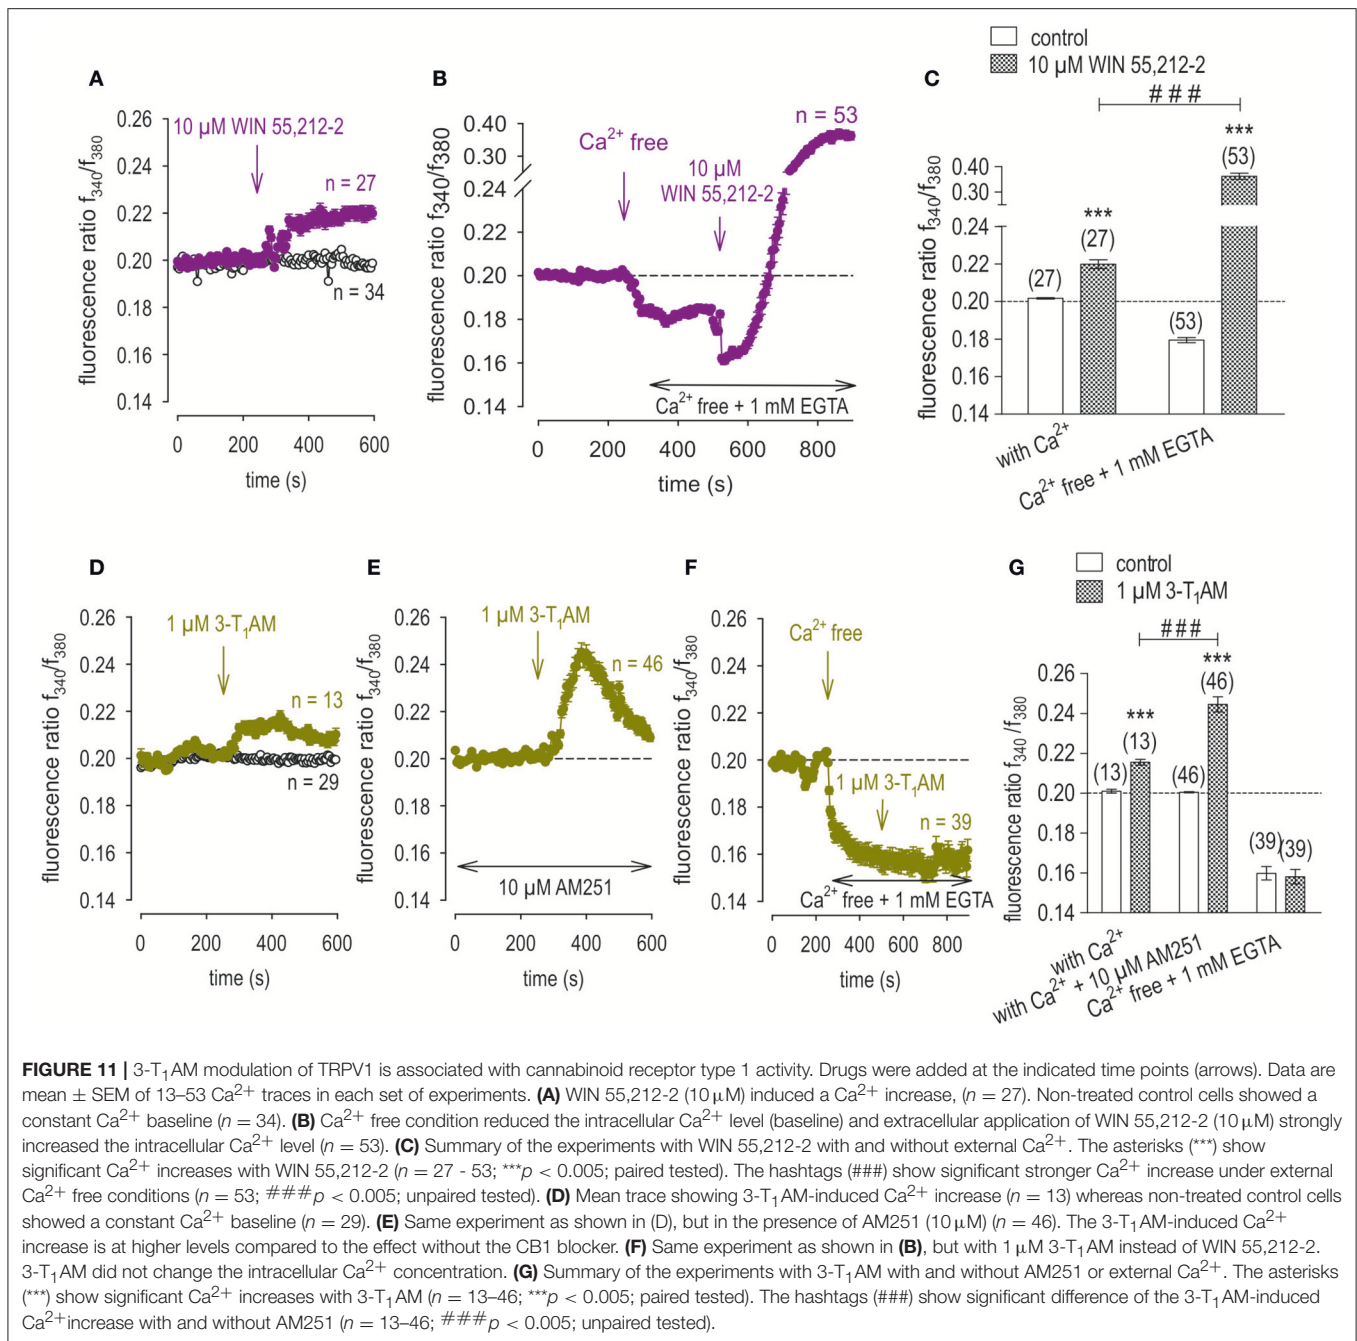 control
10 µM WIN 55,212-2
A
fluorescence ratio f340/f380
0.26
0.24
0.22
0.20
0.18
0.16
0.14
10 µM WIN 55,212-2
n = 27
n = 34
0 200 400 600
time (s)
B
fluorescence ratio f340/f380
0.40
0.30
0.24
0.22
0.20
0.18
0.16
0.14
n = 53
Ca²⁺ free
10 µM
WIN 55,212-2
Ca²⁺ free + 1 mM EGTA
0 200 400 600 800
time (s)
C
fluorescence ratio f340/f380
0.40
0.30
0.22
0.20
0.18
0.16
0.14
# # #
***
(53)
***
(27)
(27)
(53)
with Ca²⁺
Ca²⁺ free + 1 mM EGTA
D
fluorescence ratio f340/f380
0.26
0.24
0.22
0.20
0.18
0.16
0.14
1 µM 3-T₁AM
n = 13
n = 29
0 200 400 600
time (s)
E
fluorescence ratio f340/f380
0.26
0.24
0.22
0.20
0.18
0.16
0.14
1 µM 3-T₁AM
n = 46
10 µM AM251
0 200 400 600
time (s)
F
fluorescence ratio f340/f380
0.26
0.24
0.22
0.20
0.18
0.16
0.14
Ca²⁺ free
1 µM 3-T₁AM
n = 39
Ca²⁺ free + 1 mM EGTA
0 200 400 600 800
time (s)
G
control
1 µM 3-T₁AM
fluorescence ratio f340/f380
0.26
0.24
0.22
0.20
0.18
0.16
0.14
###
***
(46)
***
(13)
(13)
(46)
(39)
(39)
with Ca²⁺
with Ca²⁺ + 10 µM AM251
Ca²⁺ free + 1 mM EGTA
FIGURE 11 | 3-T₁AM modulation of TRPV1 is associated with cannabinoid receptor type 1 activity. Drugs were added at the indicated time points (arrows). Data are
mean ± SEM of 13–53 Ca²⁺ traces in each set of experiments. (A) WIN 55,212-2 (10 µM) induced a Ca²⁺ increase, (n = 27). Non-treated control cells showed a
constant Ca²⁺ baseline (n = 34). (B) Ca²⁺ free condition reduced the intracellular Ca²⁺ level (baseline) and extracellular application of WIN 55,212-2 (10 µM) strongly
increased the intracellular Ca²⁺ level (n = 53). (C) Summary of the experiments with WIN 55,212-2 with and without external Ca²⁺. The asterisks (***) show
significant Ca²⁺ increases with WIN 55,212-2 (n = 27 - 53; ***p < 0.005; paired tested). The hashtags (###) show significant stronger Ca²⁺ increase under external
Ca²⁺ free conditions (n = 53; ###p < 0.005; unpaired tested). (D) Mean trace showing 3-T₁AM-induced Ca²⁺ increase (n = 13) whereas non-treated control cells
showed a constant Ca²⁺ baseline (n = 29). (E) Same experiment as shown in (D), but in the presence of AM251 (10 µM) (n = 46). The 3-T₁AM-induced Ca²⁺
increase is at higher levels compared to the effect without the CB1 blocker. (F) Same experiment as shown in (B), but with 1 µM 3-T₁AM instead of WIN 55,212-2.
3-T₁AM did not change the intracellular Ca²⁺ concentration. (G) Summary of the experiments with 3-T₁AM with and without AM251 or external Ca²⁺. The asterisks
(***) show significant Ca²⁺ increases with 3-T₁AM (n = 13–46; ***p < 0.005; paired tested). The hashtags (###) show significant difference of the 3-T₁AM-induced
Ca²⁺increase with and without AM251 (n = 13–46; ###p < 0.005; unpaired tested).